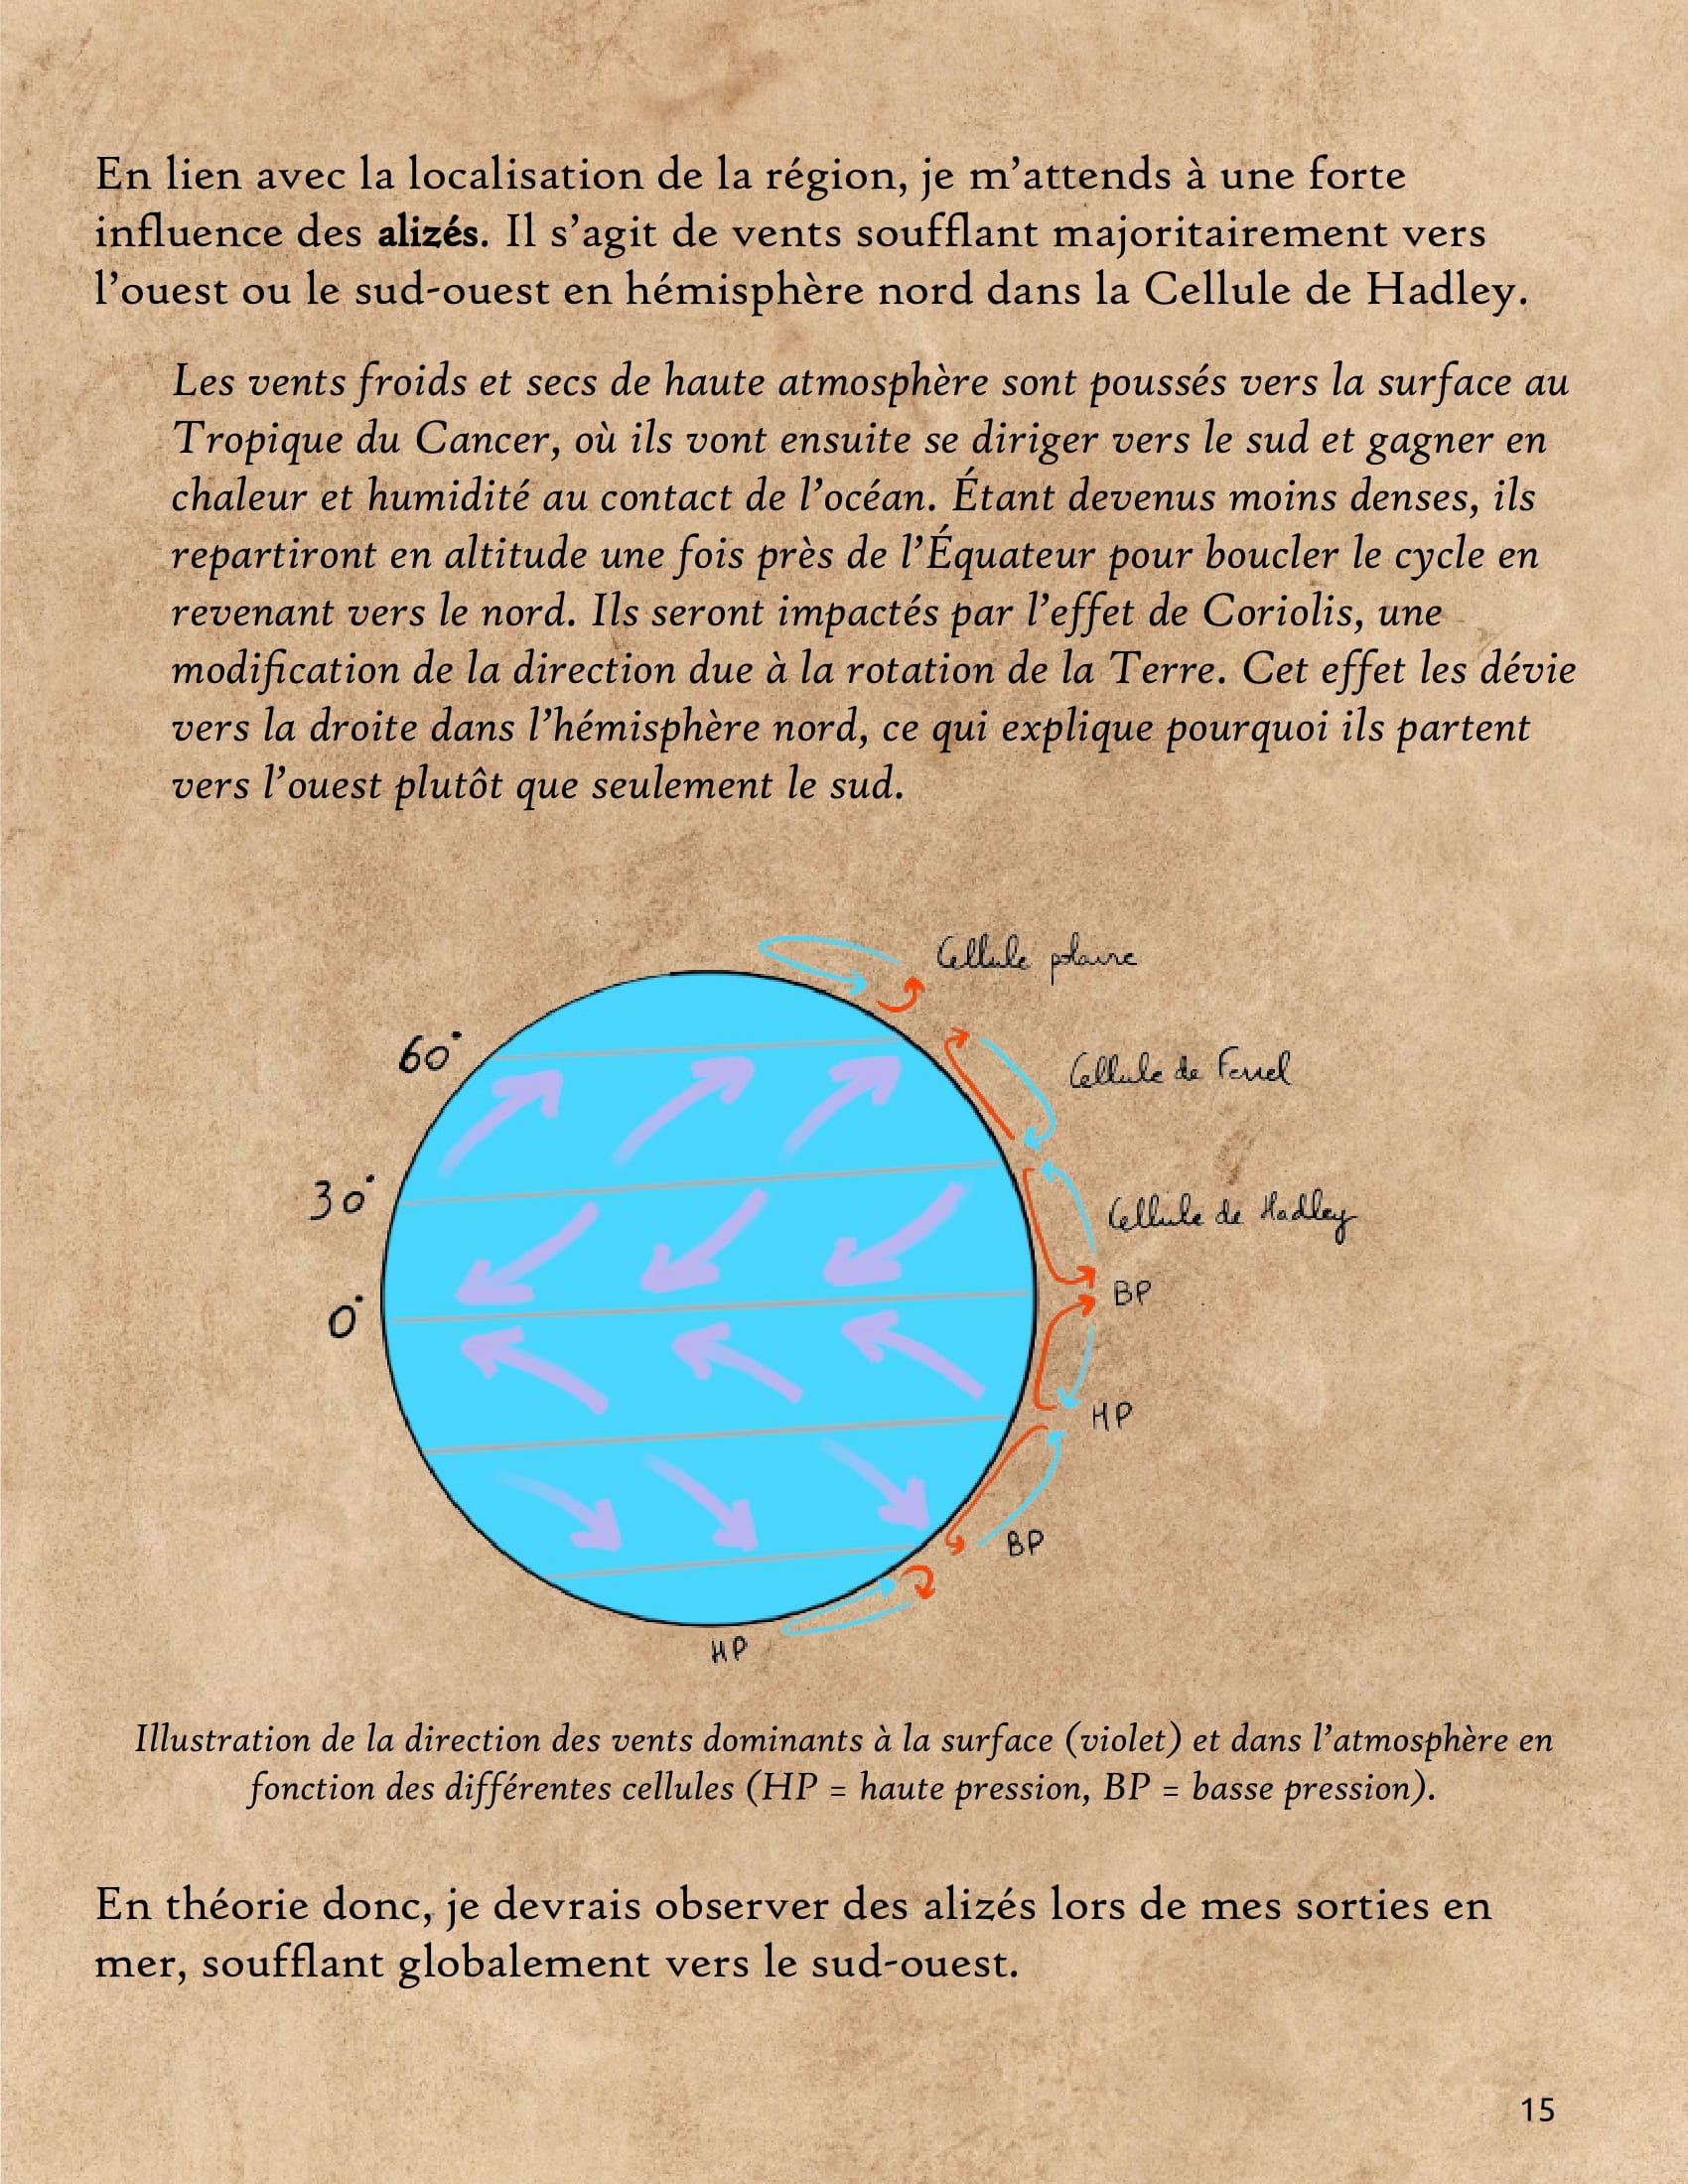 En lien avec la localisation de la région, je m’attends à une forte
influence des alizés. Il s’agit de vents soufflant majoritairement vers
l’ouest ou le sud-ouest en hémisphère nord dans la Cellule de Hadley.
Les vents froids et secs de haute atmosphère sont poussés vers la surface au
Tropique du Cancer, où ils vont ensuite se diriger vers le sud et gagner en
chaleur et humidité au contact de l’océan. Étant devenus moins denses, ils
repartiront en altitude une fois près de l’Équateur pour boucler le cycle en
revenant vers le nord. Ils seront impactés par l’effet de Coriolis, une
modification de la direction due à la rotation de la Terre. Cet effet les dévie
vers la droite dans l’hémisphère nord, ce qui explique pourquoi ils partent
vers l’ouest plutôt que seulement le sud.
Cellule polaire
60°
Cellule de Ferrel
30°
Cellule de Hadley
BP
0°
HP
BP
HP
Illustration de la direction des vents dominants à la surface (violet) et dans l’atmosphère en
fonction des différentes cellules (HP = haute pression, BP = basse pression).
En théorie donc, je devrais observer des alizés lors de mes sorties en
mer, soufflant globalement vers le sud-ouest.
15